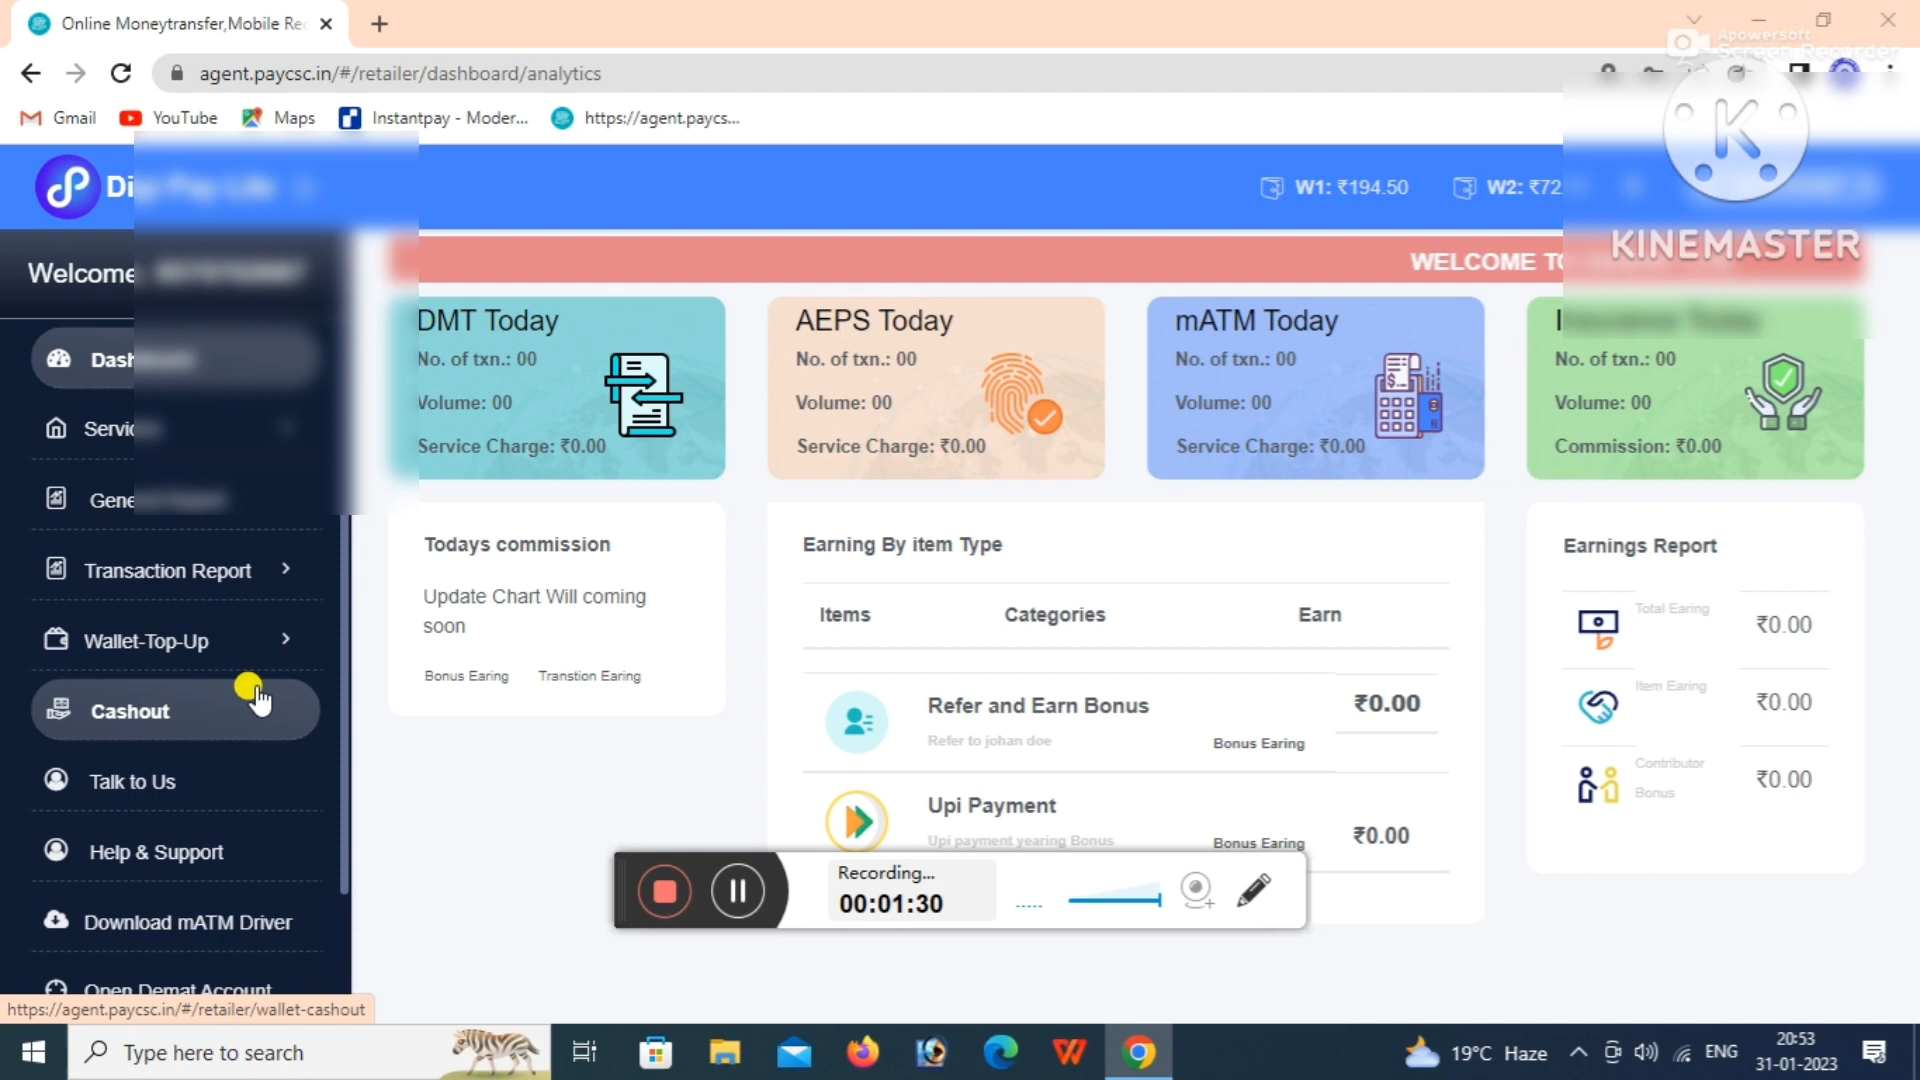 Online Moneytransfer,Mobile Re
Apowersoft
Screen Recorder
agent.paycsc.in/#/retailer/dashboard/analytics
Gmail
YouTube
Maps
Instantpay - Moder...
https://agent.paycs...
Di
W1: ₹194.50
W2: ₹72
K
KINEMASTER
Welcome
WELCOME TO
Dash
Servic
Gene
Transaction Report
Wallet-Top-Up
Cashout
Talk to Us
Help & Support
Download mATM Driver
Open Demat Account
DMT Today
No. of txn.: 00
Volume: 00
Service Charge: ₹0.00
AEPS Today
No. of txn.: 00
Volume: 00
Service Charge: ₹0.00
mATM Today
No. of txn.: 00
Volume: 00
Service Charge: ₹0.00
No. of txn.: 00
Volume: 00
Commission: ₹0.00
Todays commission
Update Chart Will coming
soon
Bonus Earing Transtion Earing
Earning By item Type
Items Categories Earn
Refer and Earn Bonus
Refer to johan doe
Bonus Earing
₹0.00
Upi Payment
Upi payment yearing Bonus
Bonus Earing
₹0.00
Earnings Report
Total Earing
₹0.00
Item Earing
₹0.00
Contributor
Bonus
₹0.00
Recording...
00:01:30
https://agent.paycsc.in/#/retailer/wallet-cashout
Type here to search
19°C Haze
ENG
20:53
31-01-2023